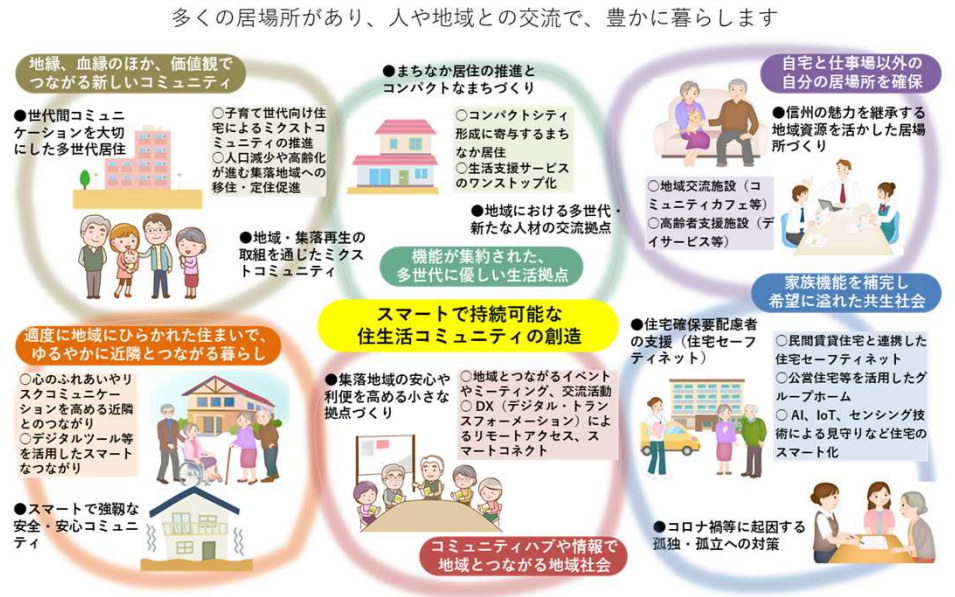 多くの居場所があり、人や地域との交流で、豊かに暮らします
地縁、血縁のほか、価値観で
つながる新しいコミュニティ
●世代間コミュニ
ケーションを大切
にした多世代居住
○子育て世代向け住
宅によるミクストコ
ミュニティの推進
○人口減少や高齢化
が進む集落地域への
移住・定住促進
●地域・集落再生の
取組を通じたミクス
トコミュニティ
●まちなか居住の推進と
コンパクトなまちづくり
○コンパクトシティ
形成に寄与するまち
なか居住
○生活支援サービス
のワンストップ化
●地域における多世代・
新たな人材の交流拠点
機能が集約された、
多世代に優しい生活拠点
自宅と仕事場以外の
自分の居場所を確保
●信州の魅力を継承する
地域資源を活かした居場
所づくり
○地域交流施設（コ
ミュニティカフェ等）
○高齢者支援施設（デ
イサービス等）
スマートで持続可能な
住生活コミュニティの創造
適度に地域にひらかれた住まいで、
ゆるやかに近隣とつながる暮らし
○心のふれあいやリ
スクコミュニケー
ションを高める近隣
とのつながり
○デジタルツール等
を活用したスマート
なつながり
●スマートで強靱な
安全・安心コミュニ
ティ
●集落地域の安心や
利便を高める小さな
拠点づくり
○地域とつながるイベント
やミーティング、交流活動
○ DX（デジタル・トラン
スフォーメーション）によ
るリモートアクセス、ス
マートコネクト
コミュニティハブや情報で
地域とつながる地域社会
家族機能を補完し
希望に溢れた共生社会
●住宅確保要配慮者
の支援（住宅セーフ
ティネット）
○民間賃貸住宅と連携した
住宅セーフティネット
○公営住宅等を活用したグ
ループホーム
○ AI、IoT、センシング技
術による見守りなど住宅の
スマート化
●コロナ禍等に起因する
孤独・孤立への対策